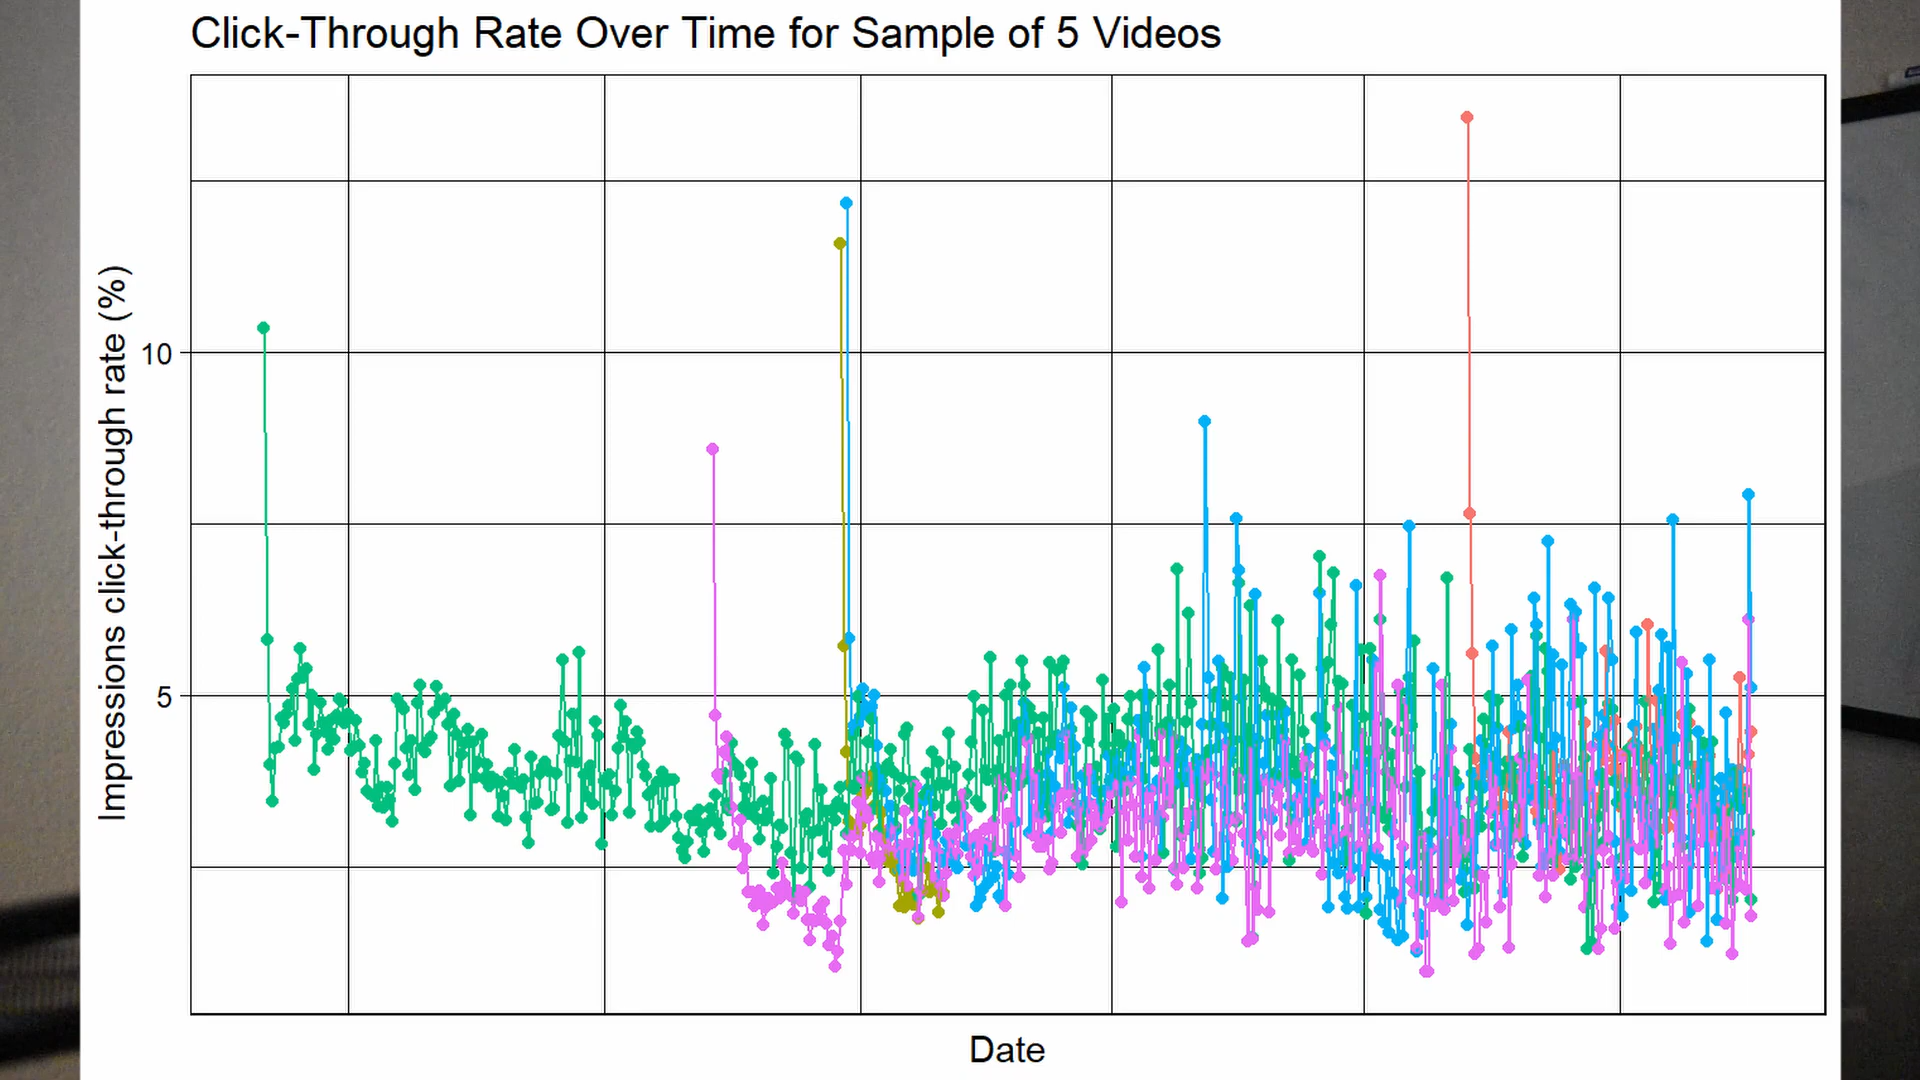 Click-Through Rate Over Time for Sample of 5 Videos
Impressions click-through rate (%)
10
5
Date